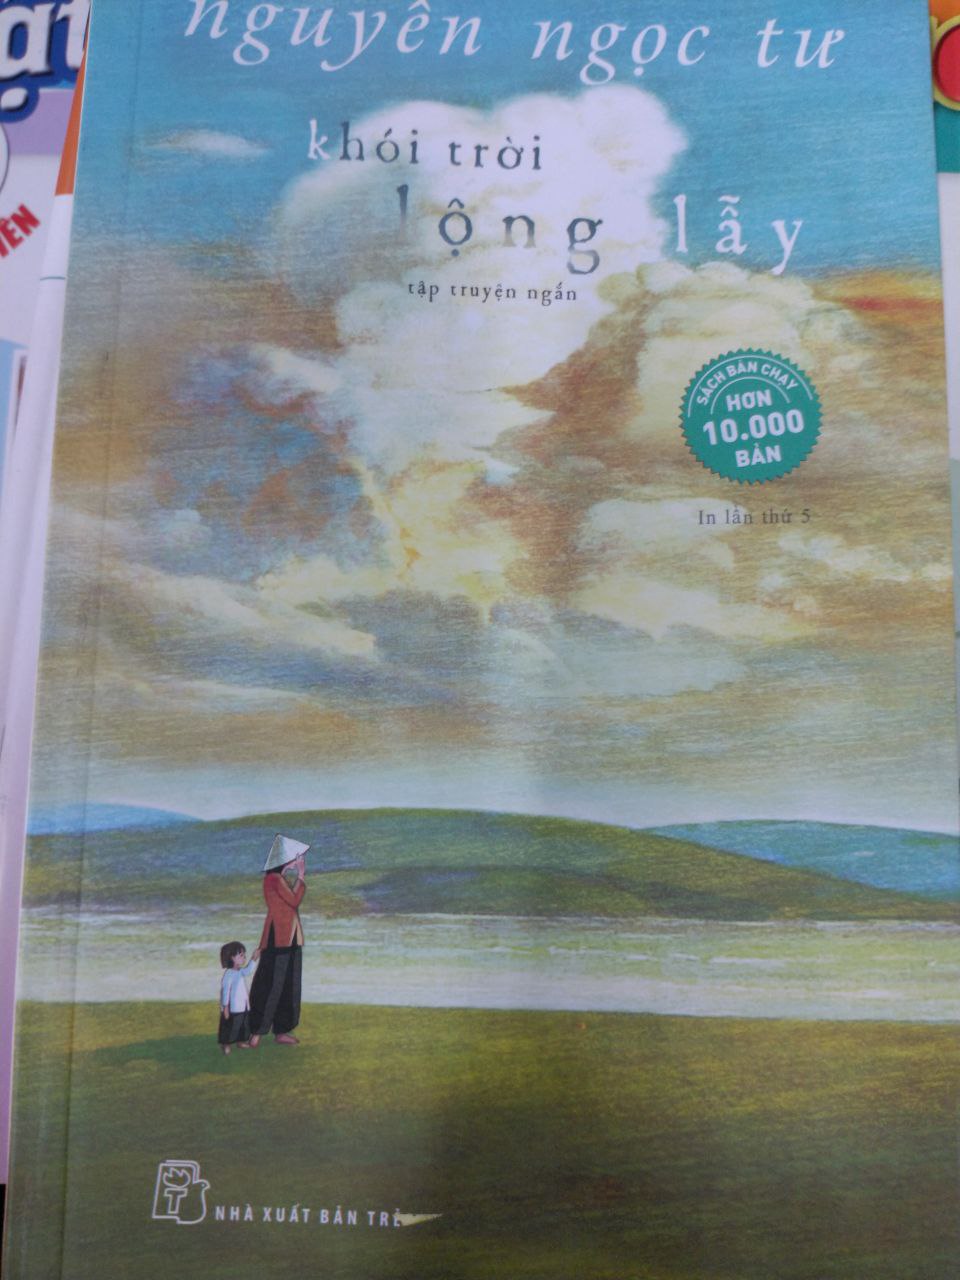 nguyễn ngọc tư
khói trời
lộng lẫy
tập truyện ngắn
SÁCH BÁN CHẠY
HƠN
10.000
BẢN
In lần thứ 5
NHÀ XUẤT BẢN TRẺ